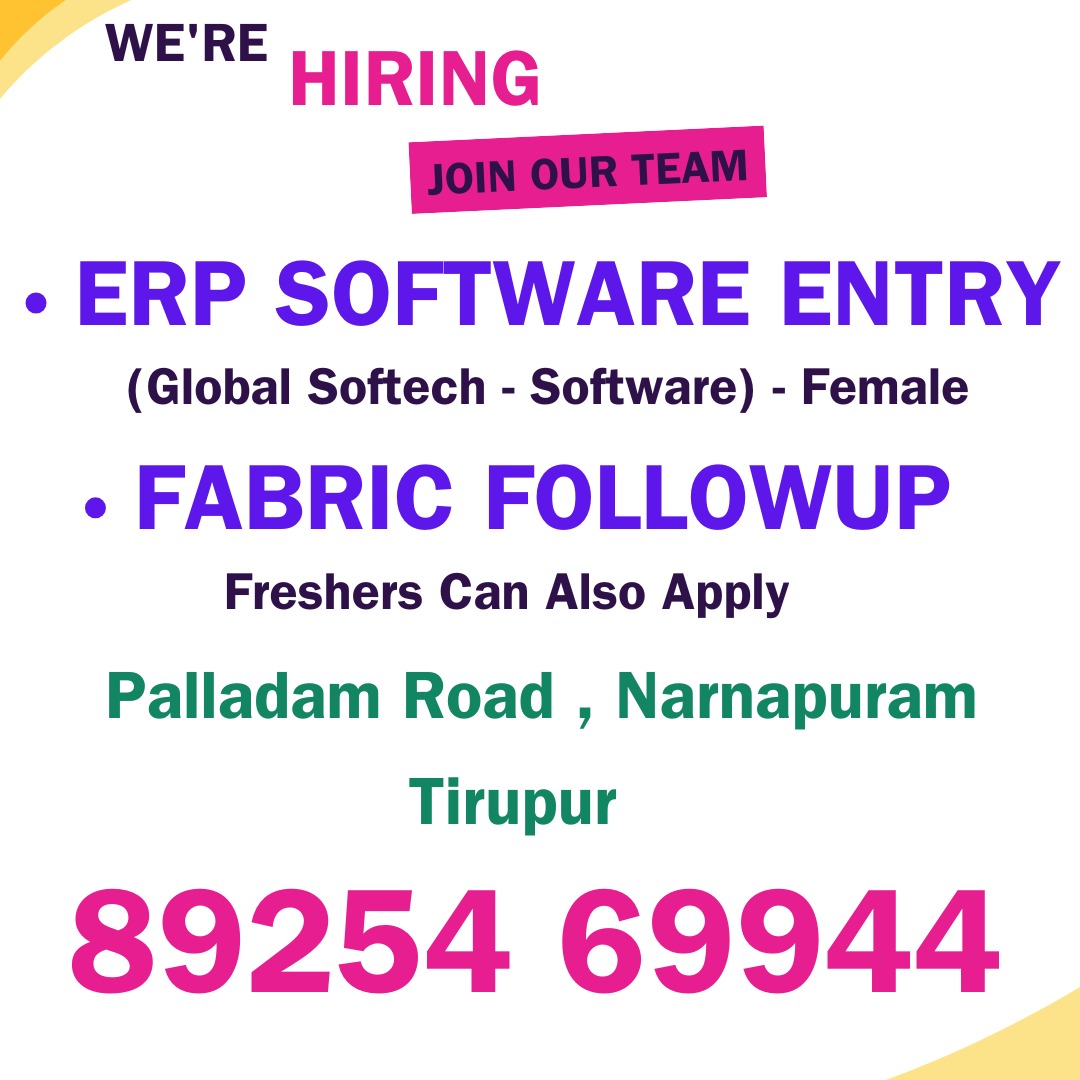 WE'RE
HIRING
JOIN OUR TEAM
• ERP SOFTWARE ENTRY
(Global Softech - Software) - Female
• FABRIC FOLLOWUP
Freshers Can Also Apply
Palladam Road , Narnapuram
Tirupur
89254 69944